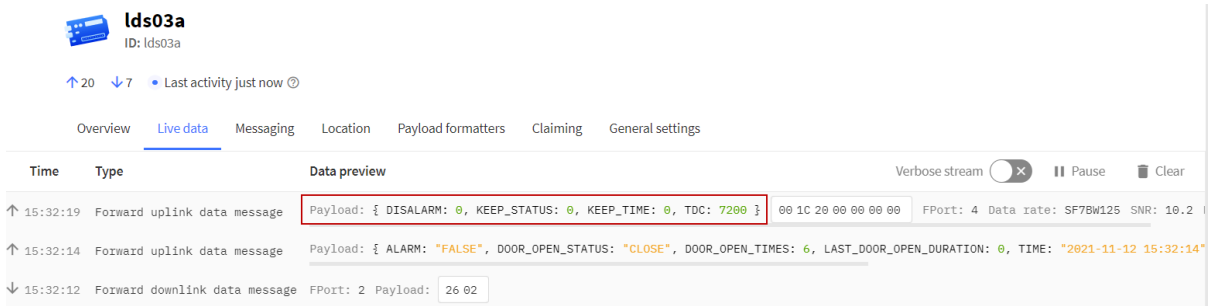 lds03a
ID: lds03a
20 7 • Last activity just now
Overview Live data Messaging Location Payload formatters Claiming General settings
Time Type Data preview Verbose stream Pause Clear
15:32:19 Forward uplink data message Payload: { DISALARM: 0, KEEP_STATUS: 0, KEEP_TIME: 0, TDC: 7200 } 00 1C 20 00 00 00 00 FPort: 4 Data rate: SF7BW125 SNR: 10.2
15:32:14 Forward uplink data message Payload: { ALARM: "FALSE", DOOR_OPEN_STATUS: "CLOSE", DOOR_OPEN_TIMES: 6, LAST_DOOR_OPEN_DURATION: 0, TIME: "2021-11-12 15:32:14"
15:32:12 Forward downlink data message FPort: 2 Payload: 26 02